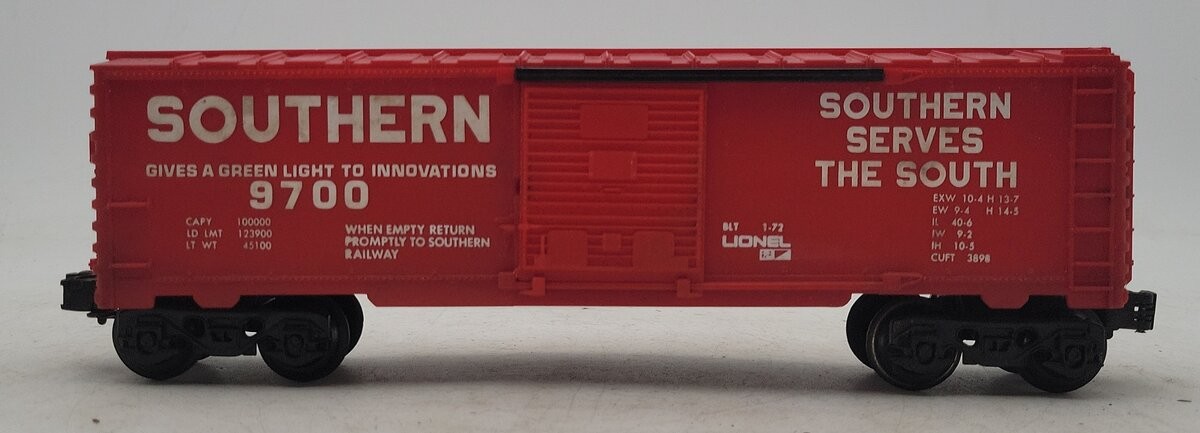 SOUTHERN
GIVES A GREEN LIGHT TO INNOVATIONS
9700
CAPY 100000
LD LMT 123900
LT WT 45100
WHEN EMPTY RETURN
PROMPTLY TO SOUTHERN
RAILWAY
BLT 1-72
LIONEL
SOUTHERN
SERVES
THE SOUTH
EXW 10-4 H 13-7
EW 9-4 H 14-5
IL 40-6
IW 9-2
IH 10-5
CUFT 3898